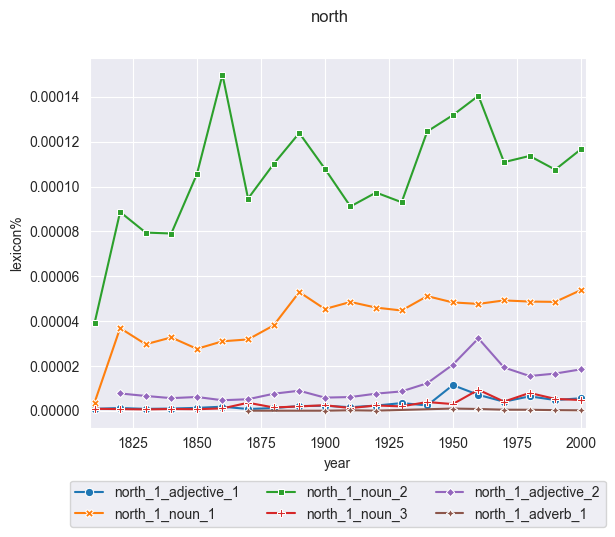 north
0.00014
0.00012
0.00010
0.00008
0.00006
0.00004
0.00002
0.00000
lexicon%
1825 1850 1875 1900 1925 1950 1975 2000
year
north_1_adjective_1 north_1_noun_2 north_1_adjective_2
north_1_noun_1 north_1_noun_3 north_1_adverb_1